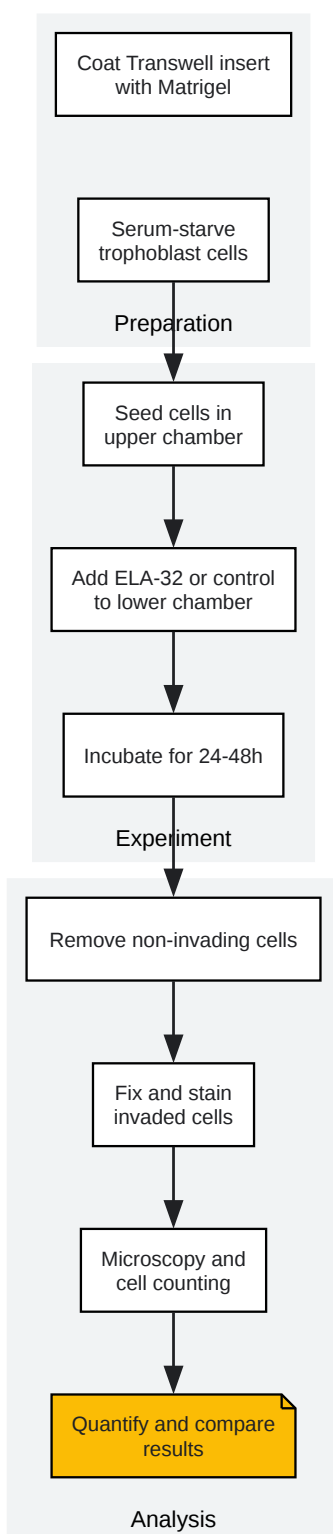 Coat Transwell insert
with Matrigel
Serum-starve
trophoblast cells
Preparation
Seed cells in
upper chamber
Add ELA-32 or control
to lower chamber
Incubate for 24-48h
Experiment
Remove non-invading cells
Fix and stain
invaded cells
Microscopy and
cell counting
Quantify and compare
results
Analysis